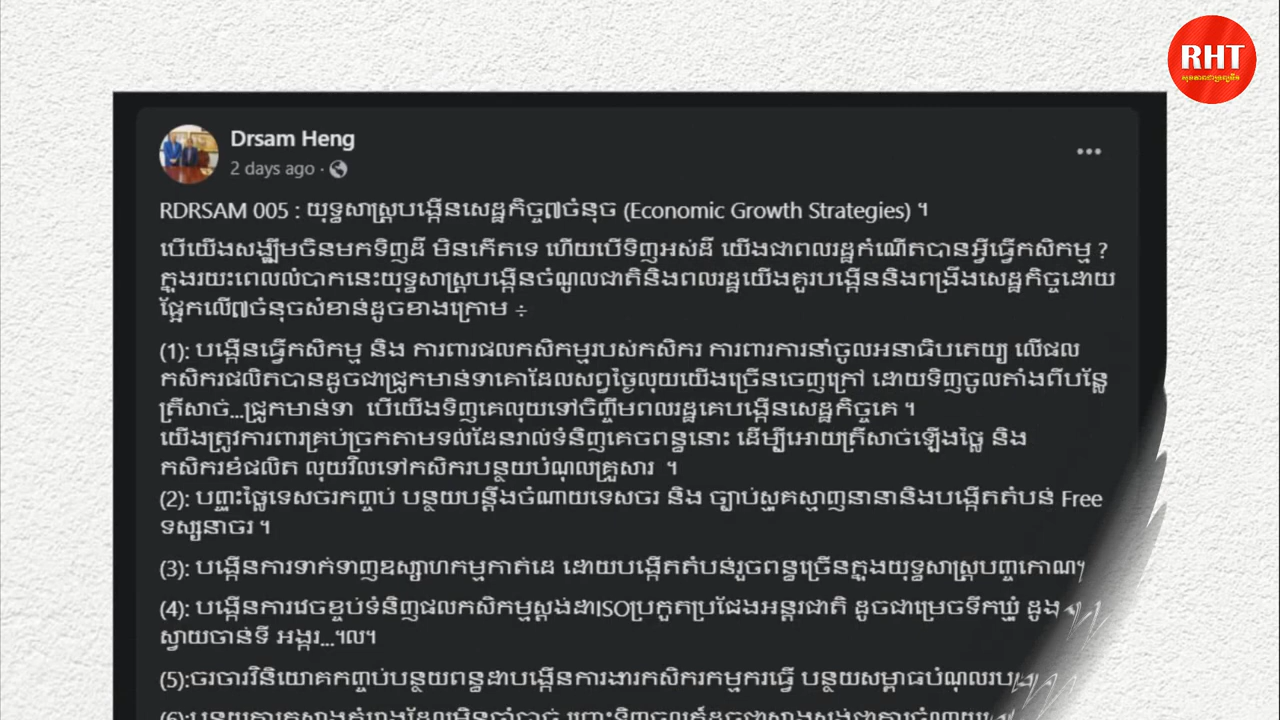 RHT
សុខភាពជាទ្រព្យទី១
Drsam Heng
2 days ago ·
RDRSAM 005 : យុទ្ធសាស្ត្របង្កើនសេដ្ឋកិច្ច៧ចំនុច (Economic Growth Strategies) ។
បើយើងសង្ឃឹមចិនមកទិញដី មិនកើតទេ ហើយបើទិញអស់ដី យើងជាពលរដ្ឋកំណើតបានអ្វីធ្វើកសិកម្ម ?
ក្នុងរយះពេលលំបាកនេះយុទ្ធសាស្ត្របង្កើនចំណូលជាតិនិងពលរដ្ឋយើងគួរបង្កើននិងពង្រឹងសេដ្ឋកិច្ចដោយ
ផ្អែកលើ៧ចំនុចសំខាន់ដូចខាងក្រោម ÷
(1): បង្កើនធ្វើកសិកម្ម និង ការពារផលកសិកម្មរបស់កសិករ ការពារការនាំចូលអនាធិបតេយ្យ លើផល
កសិករផលិតបានដូចជាជ្រូកមាន់ទាគោដែលសព្វថ្ងៃលុយយើងច្រើនចេញក្រៅ ដោយទិញចូលតាំងពីបន្លែ
ត្រីសាច់...ជ្រូកមាន់ទា បើយើងទិញគេលុយទៅចិញ្ចឹមពលរដ្ឋគេបង្កើនសេដ្ឋកិច្ចគេ ។
យើងត្រូវការពារគ្រប់ច្រកតាមទល់ដែនរាល់ទំនិញគេចពន្ធនោះ ដើម្បីអោយត្រីសាច់ឡើងថ្លៃ និង
កសិករខំផលិត លុយវិលទៅកសិករបន្ថយបំណុលគ្រួសារ ។
(2): បញ្ចុះថ្លៃទេសចរកញ្ចប់ បន្ថយបន្តឹងចំណាយទេសចរ និង ច្បាប់ស្មុគស្មាញនានានិងបង្កើតតំបន់ Free
ទស្សនាចរ ។
(3): បង្កើនការទាក់ទាញឧស្សាហកម្មកាត់ដេ ដោយបង្កើតតំបន់រួចពន្ធច្រើនក្នុងយុទ្ធសាស្ត្របញ្ចកោណ។
(4): បង្កើនការវេចខ្ចប់ទំនិញផលកសិកម្មស្តង់ដាISOប្រកួតប្រជែងអន្តរជាតិ ដូចជាម្រេចទឹកឃ្មុំ ដូង
ស្វាយចាន់ទី អង្ករ...។ល។
(5):ចរចារវិនិយោគកញ្ចប់បន្ថយពន្ធដាបង្កើនការងារកសិករកម្មករធ្វើ បន្ថយសម្ពាធបំណុល